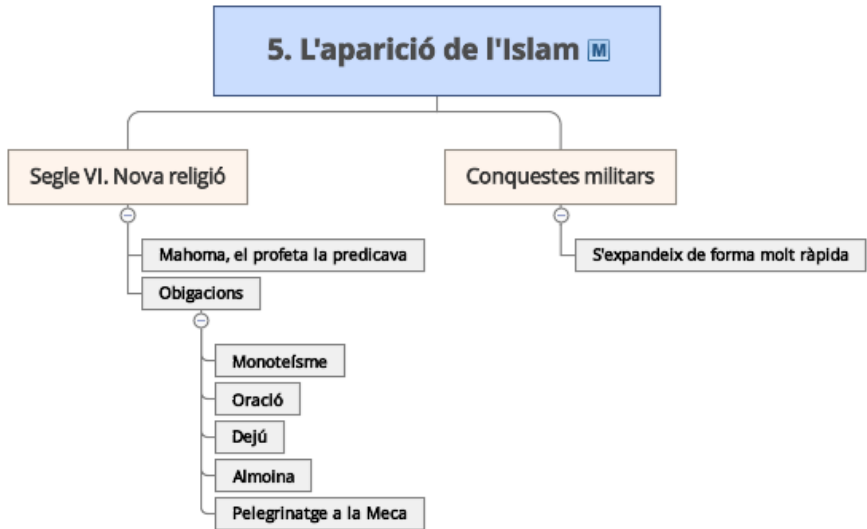 5. L'aparició de l'Islam M
Segle VI. Nova religió
Mahoma, el profeta la predicava
Obigacions
Monoteísme
Oració
Dejú
Almoina
Pelegrinatge a la Meca
Conquestes militars
S'expandeix de forma molt ràpida